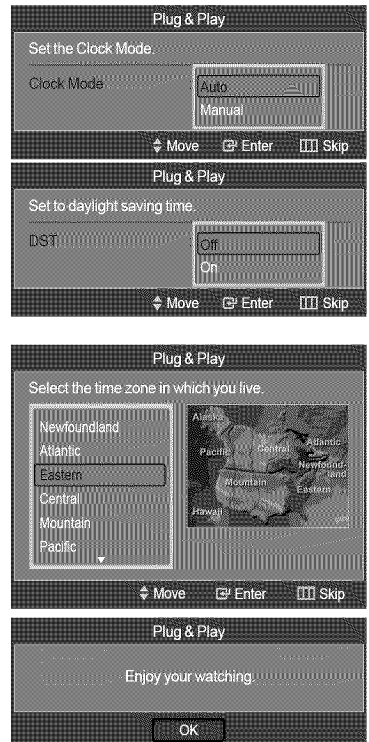 Plug & Play
Set the Clock Mode.
Clock Mode
Auto
Manual
Move Enter Skip
Plug & Play
Set to daylight saving time.
DST
Off
On
Move Enter Skip
Plug & Play
Select the time zone in which you live.
Newfoundland
Atlantic
Eastern
Central
Mountain
Pacific
Alaska
Pacific
Central
Atlantic
Newfound-
land
Mountain
Eastern
Hawaii
Move Enter Skip
Plug & Play
Enjoy your watching.
OK